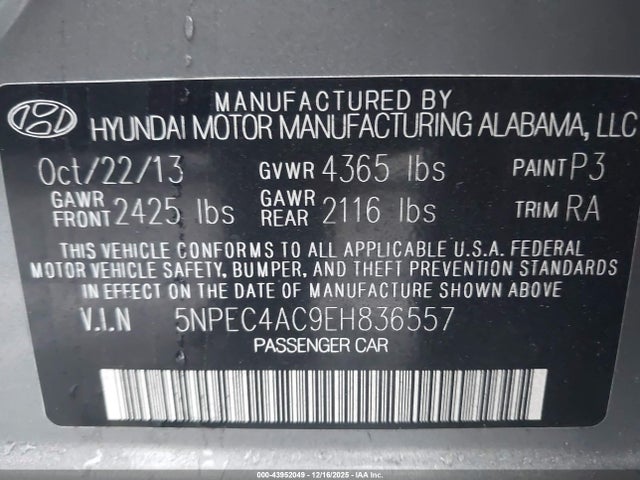 MANUFACTURED BY
HYUNDAI MOTOR MANUFACTURING ALABAMA, LLC
Oct/22/13 GVWR 4365 lbs PAINT P3
GAWR FRONT 2425 lbs GAWR REAR 2116 lbs TRIM RA
THIS VEHICLE CONFORMS TO ALL APPLICABLE U.S.A. FEDERAL
MOTOR VEHICLE SAFETY, BUMPER, AND THEFT PREVENTION STANDARDS
IN EFFECT ON THE DATE OF MANUFACTURE SHOWN ABOVE.
V.I.N 5NPEC4AC9EH836557
PASSENGER CAR
000-43952049 - 12/16/2025 - IAA Inc.